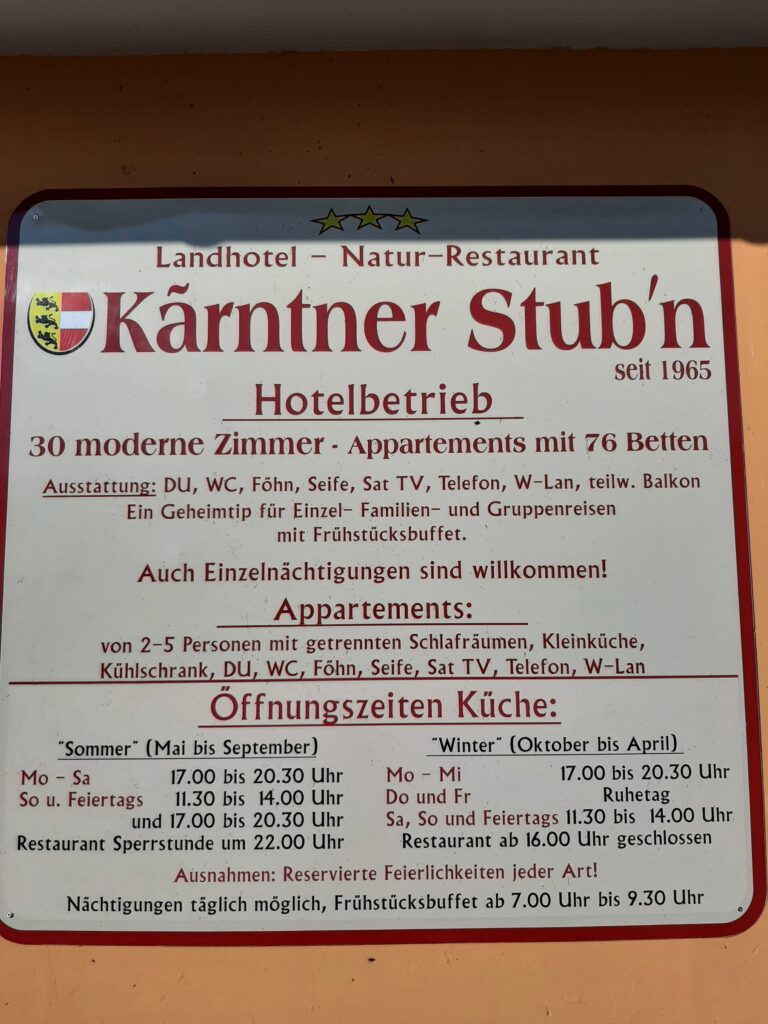 Landhotel – Natur-Restaurant
Kãrntner Stub'n
seit 1965
Hotelbetrieb
30 moderne Zimmer - Appartements mit 76 Betten
Ausstattung: DU, WC, Föhn, Seife, Sat TV, Telefon, W-Lan, teilw. Balkon
Ein Geheimtip für Einzel- Familien- und Gruppenreisen
mit Frühstücksbuffet.
Auch Einzelnächtigungen sind willkommen!
Appartements:
von 2-5 Personen mit getrennten Schlafräumen, Kleinküche,
Kühlschrank, DU, WC, Föhn, Seife, Sat TV, Telefon, W-Lan
Öffnungszeiten Küche:
"Sommer" (Mai bis September)
Mo - Sa 17.00 bis 20.30 Uhr
So u. Feiertags 11.30 bis 14.00 Uhr
und 17.00 bis 20.30 Uhr
Restaurant Sperrstunde um 22.00 Uhr
"Winter" (Oktober bis April)
Mo - Mi 17.00 bis 20.30 Uhr
Do und Fr Ruhetag
Sa, So und Feiertags 11.30 bis 14.00 Uhr
Restaurant ab 16.00 Uhr geschlossen
Ausnahmen: Reservierte Feierlichkeiten jeder Art!
Nächtigungen täglich möglich, Frühstücksbuffet ab 7.00 Uhr bis 9.30 Uhr